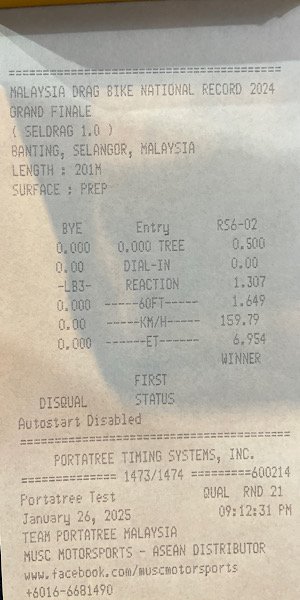 ==========================================
MALAYSIA DRAG BIKE NATIONAL RECORD 2024
GRAND FINALE
( SELDRAG 1.0 )
BANTING, SELANGOR, MALAYSIA
LENGTH : 201M
SURFACE : PREP
BYE Entry RS6-02
0.000 0.000 TREE 0.500
0.00 DIAL-IN 0.00
-LB3- REACTION 1.307
0.000 ------60FT----- 1.649
0.00 ------KM/H----- 159.79
0.000 -------ET------ 6.954
WINNER
FIRST
DISQUAL STATUS
Autostart Disabled
==========================================
PORTATREE TIMING SYSTEMS, INC.
============== 1473/1474 =========600214
Portatree Test QUAL RND 21
January 26, 2025 09:12:31 PM
TEAM PORTATREE MALAYSIA
MUSC MOTORSPORTS - ASEAN DISTRIBUTOR
www.facebook.com/muscmotorsports
+6016-6681490